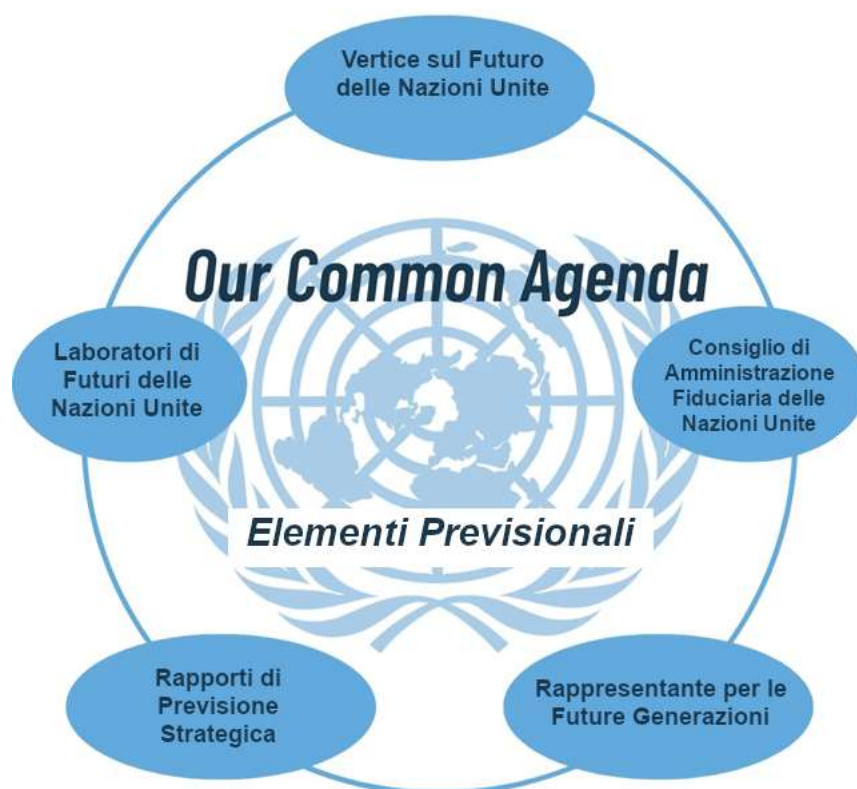 Vertice sul Futuro
delle Nazioni Unite
Our Common Agenda
Laboratori di
Futuri delle
Nazioni Unite
Consiglio di
Amministrazione
Fiduciaria delle
Nazioni Unite
Elementi Previsionali
Rapporti di
Previsione
Strategica
Rappresentante per le
Future Generazioni